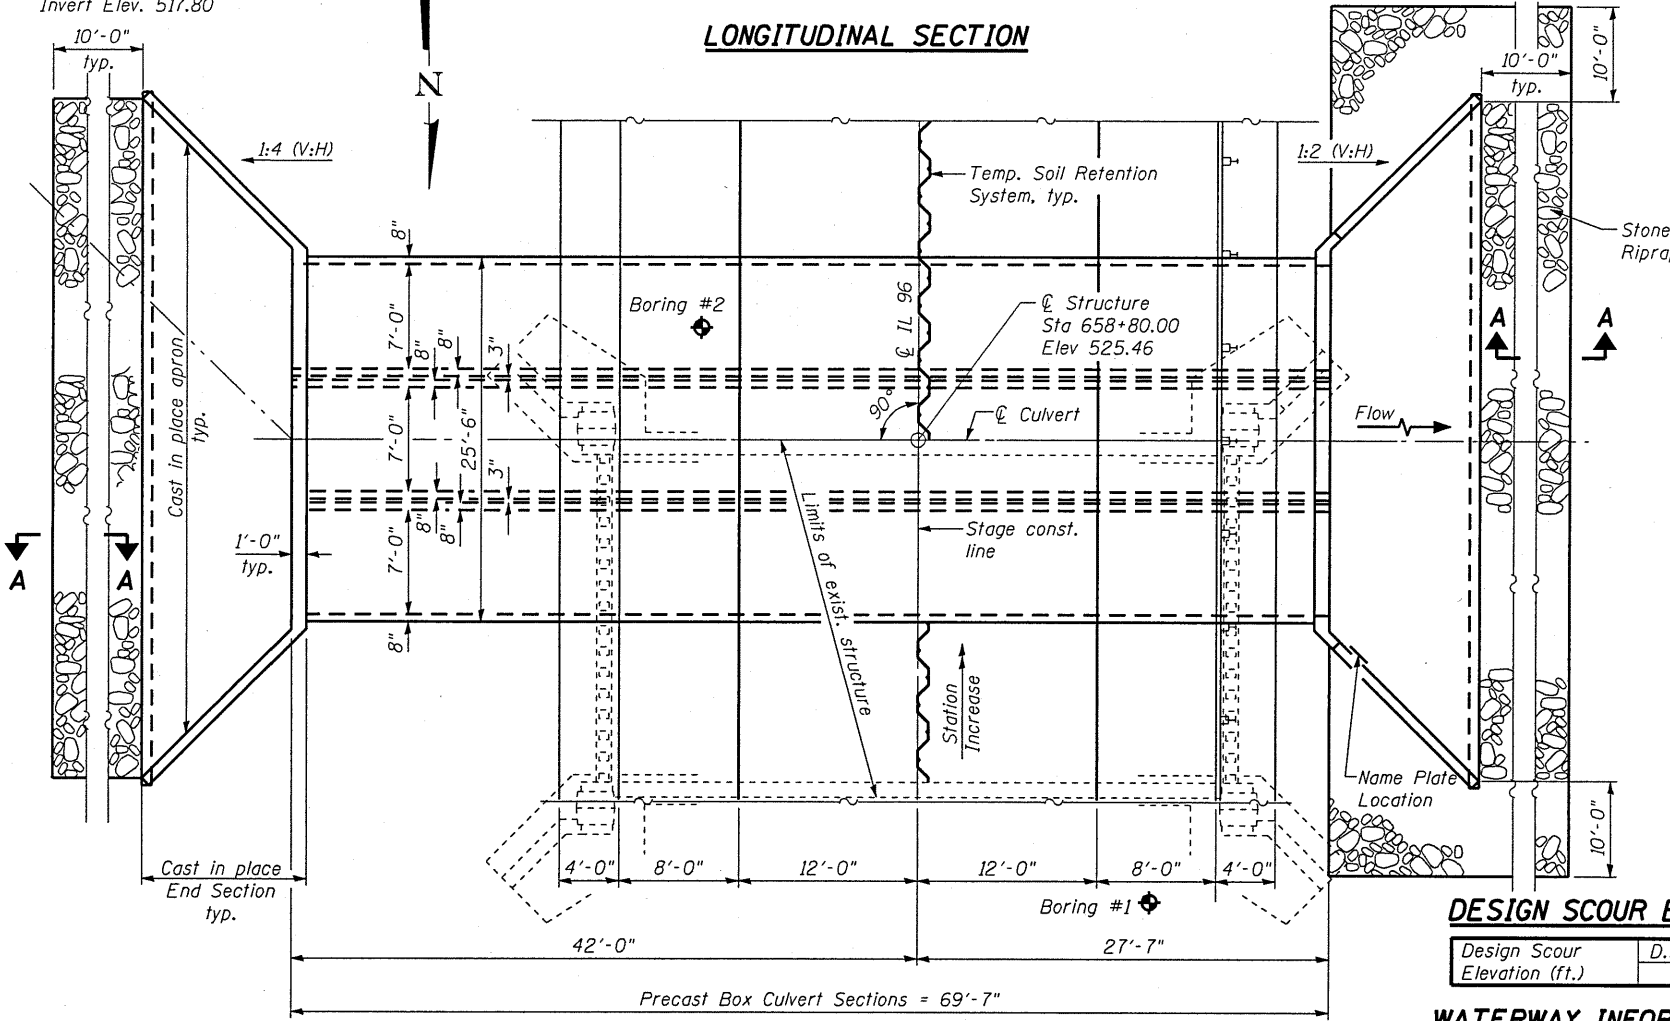 Invert Elev. 517.80
LONGITUDINAL SECTION
10'-0"
typ.
N
10'-0"
10'-0"
typ.
1:4 (V:H)
1:2 (V:H)
Temp. Soil Retention
System, typ.
Stone
8"
Boring #2
℄ IL 96
℄ Structure
Sta 658+80.00
Elev 525.46
A
A
7'-0"
8"
8"
3"
Cast in place apron
typ.
90°
℄ Culvert
Flow
7'-0"
25'-6"
3"
Limits of exist. structure
8"
8"
Stage const.
line
A
A
1'-0"
typ.
7'-0"
8"
Station
Increase
Name Plate
Location
10'-0"
Cast in place
End Section
typ.
4'-0"
8'-0"
12'-0"
12'-0"
8'-0"
4'-0"
Boring #1
DESIGN SCOUR
42'-0"
27'-7"
Design Scour
Elevation (ft.)
D.
Precast Box Culvert Sections = 69'-7"
WATERWAY